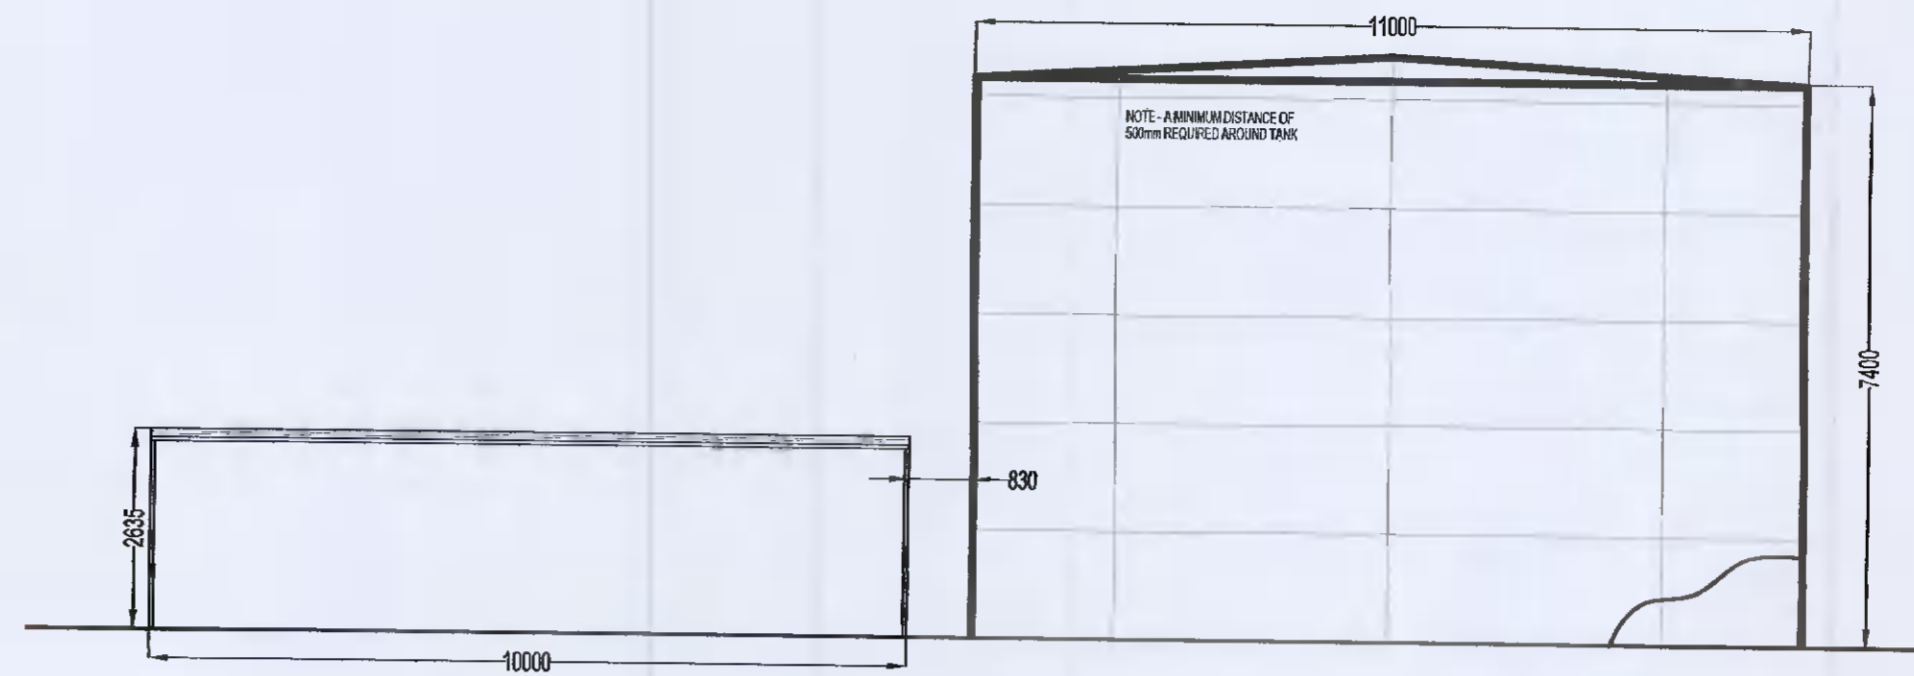 11000
NOTE - A MINIMUM DISTANCE OF
500mm REQUIRED AROUND TANK
7400
830
2635
10000